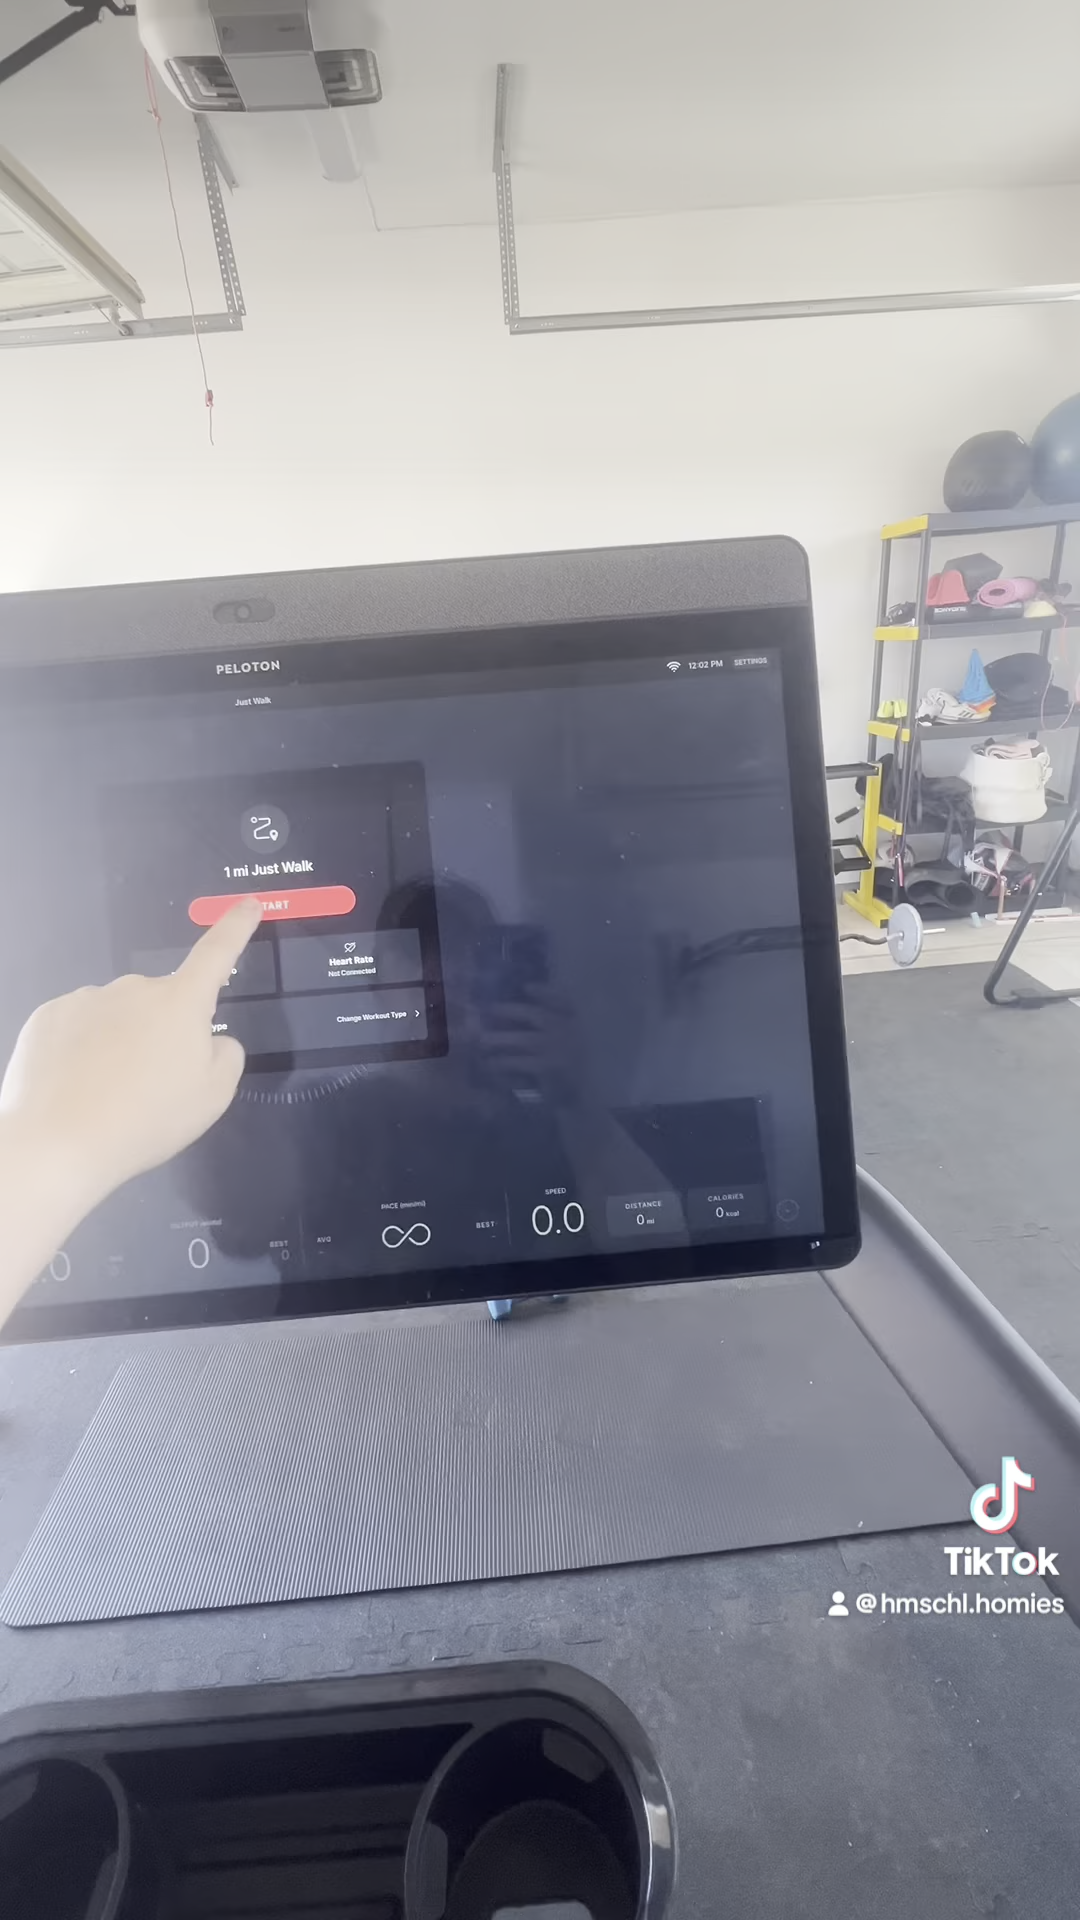 PELOTON
12:02 PM SETTINGS
Just Walk
1 mi Just Walk
START
Heart Rate
Not Connected
Change Workout Type
PACE (min/mi)
SPEED
DISTANCE
CALORIES
0
BEST
0
AVG
BEST
0.0
0 mi
0 kcal
TikTok
@hmschl.homies